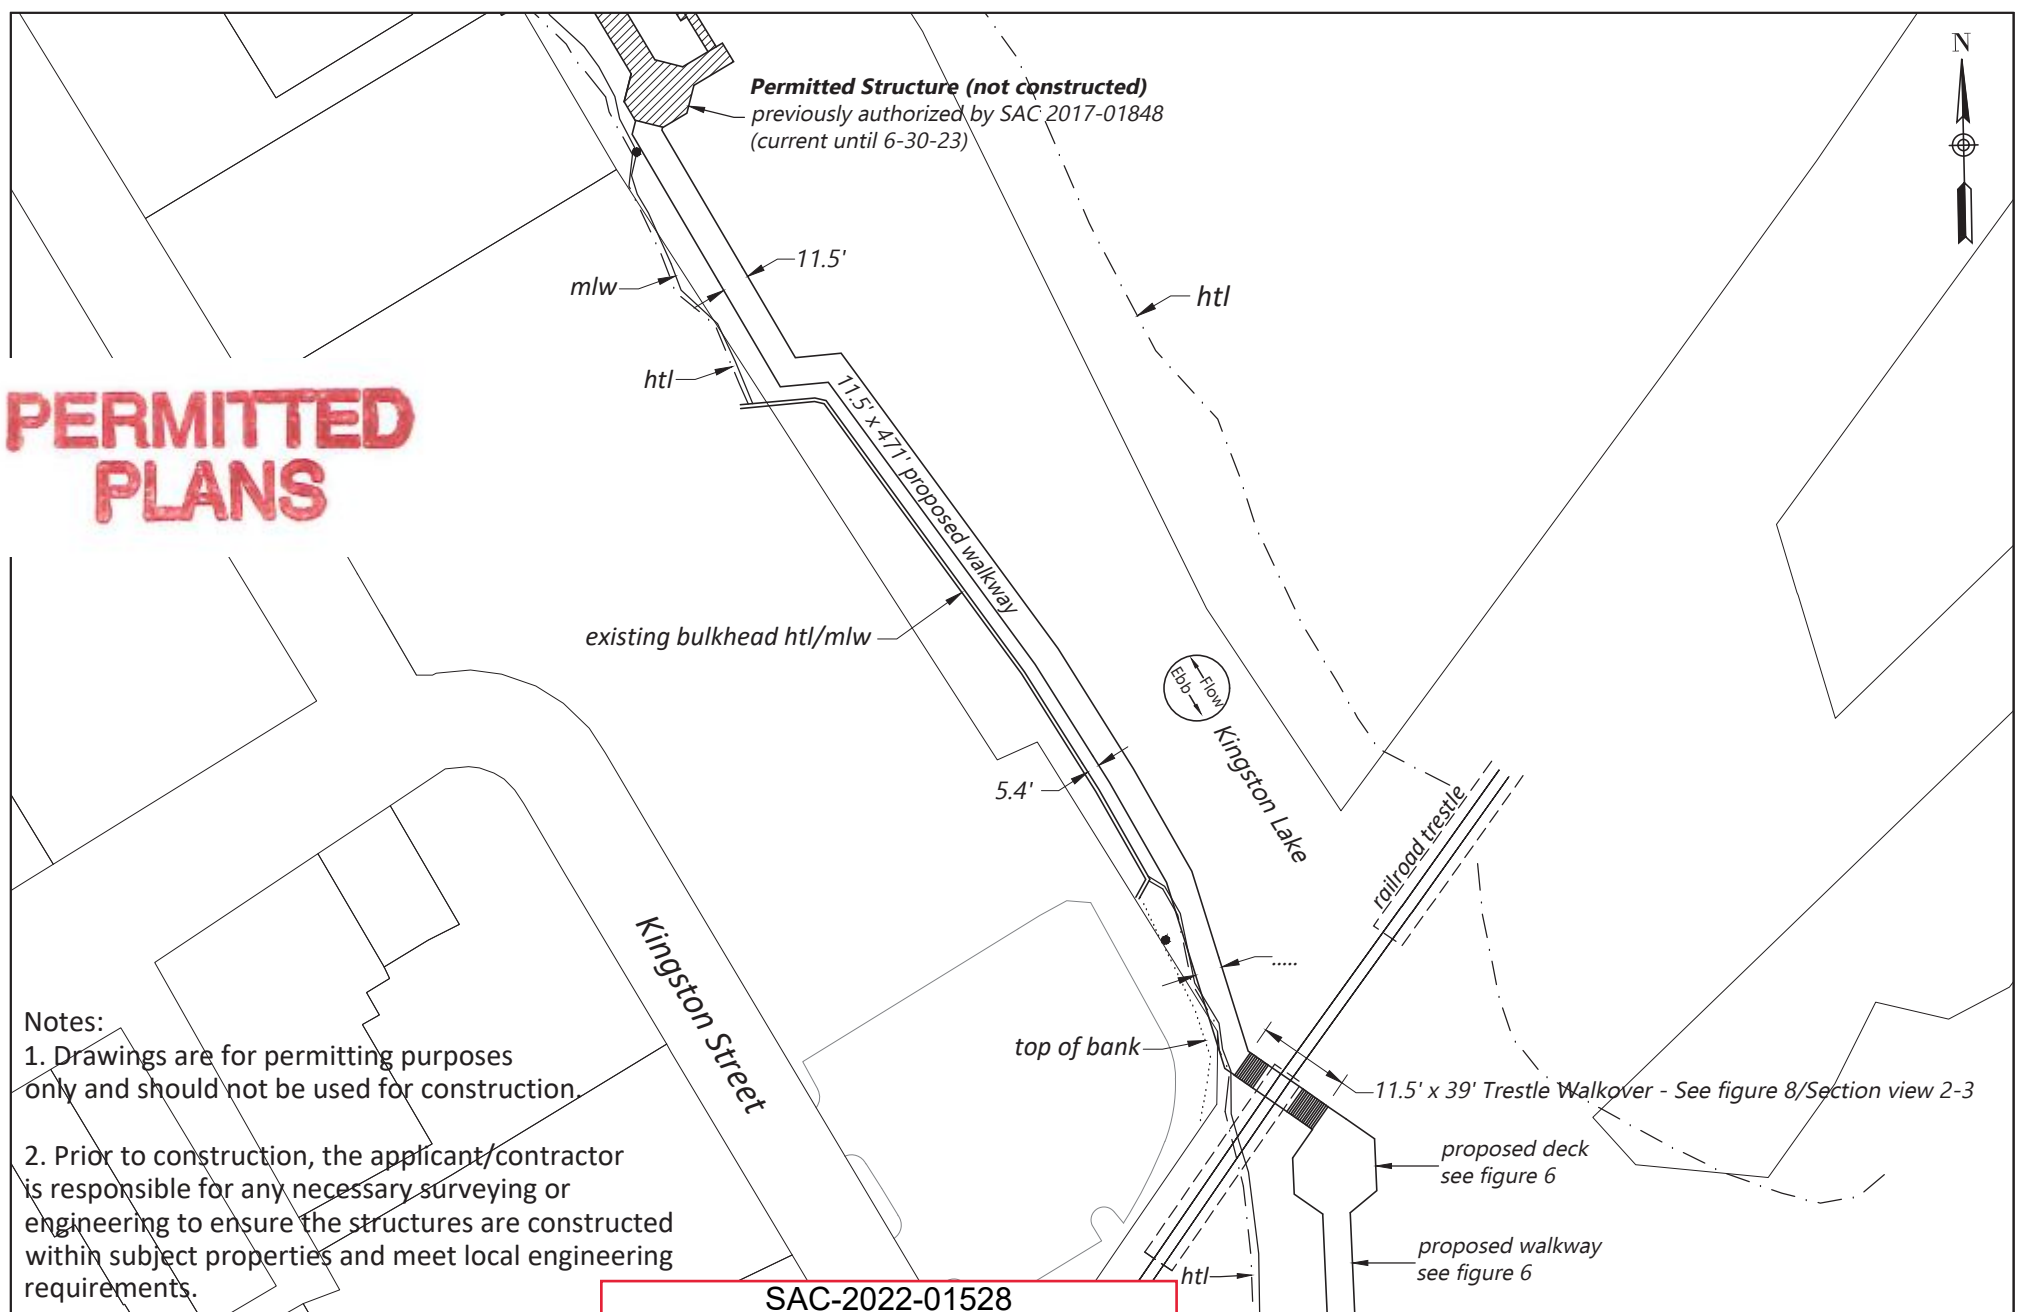 N
Permitted Structure (not constructed)
previously authorized by SAC 2017-01848
(current until 6-30-23)
11.5'
mlw
htl
htl
PERMITTED
PLANS
11.5' x 471' proposed walkway
existing bulkhead htl/mlw
Ebb
Flow
Kingston Lake
5.4'
railroad trestle
Kingston Street
.....
top of bank
11.5' x 39' Trestle Walkover - See figure 8/Section view 2-3
proposed deck
see figure 6
proposed walkway
see figure 6
htl
Notes:
1. Drawings are for permitting purposes
only and should not be used for construction.
2. Prior to construction, the applicant/contractor
is responsible for any necessary surveying or
engineering to ensure the structures are constructed
within subject properties and meet local engineering
requirements.
SAC-2022-01528